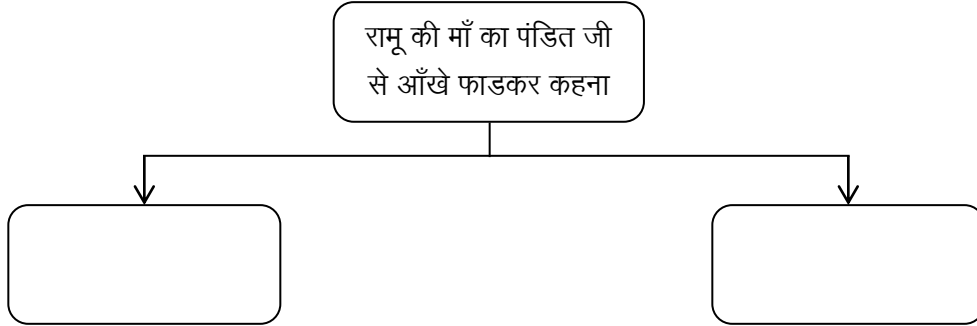 रामू की माँ का पंडित जी
से आँखे फाडकर कहना